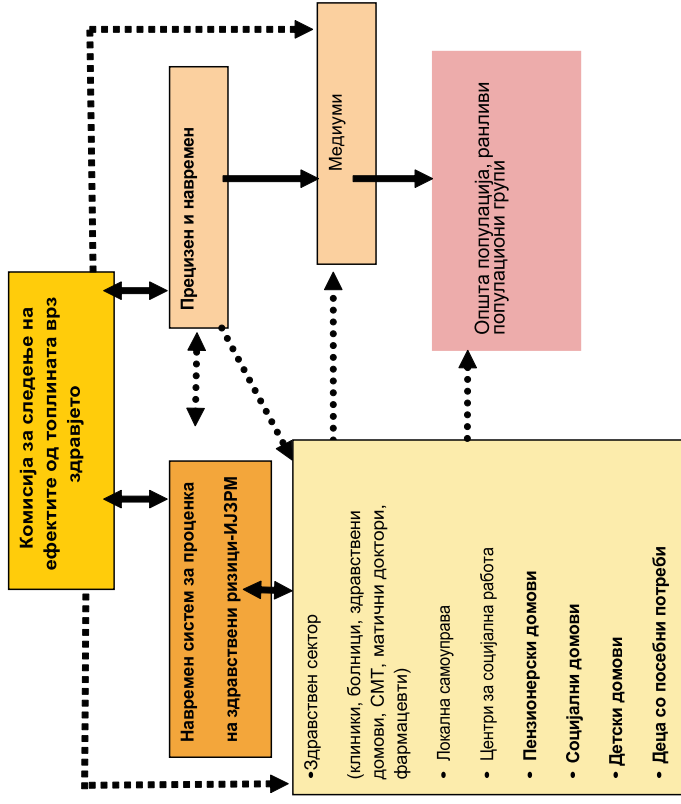 Комисија за следење на
ефектите од топлината врз
здравјето
Навремен систем за проценка
на здравствени ризици-ИЈЗРМ
Прецизен и навремен
Медиуми
•Здравствен сектор
(клиники, болници, здравствени
домови, СМТ, матични доктори,
фармацевти)
• Локална самоуправа
• Центри за социјална работа
• Пензионерски домови
• Социјални домови
• Детски домови
• Деца со посебни потреби
Општа популација, ранливи
популациони групи